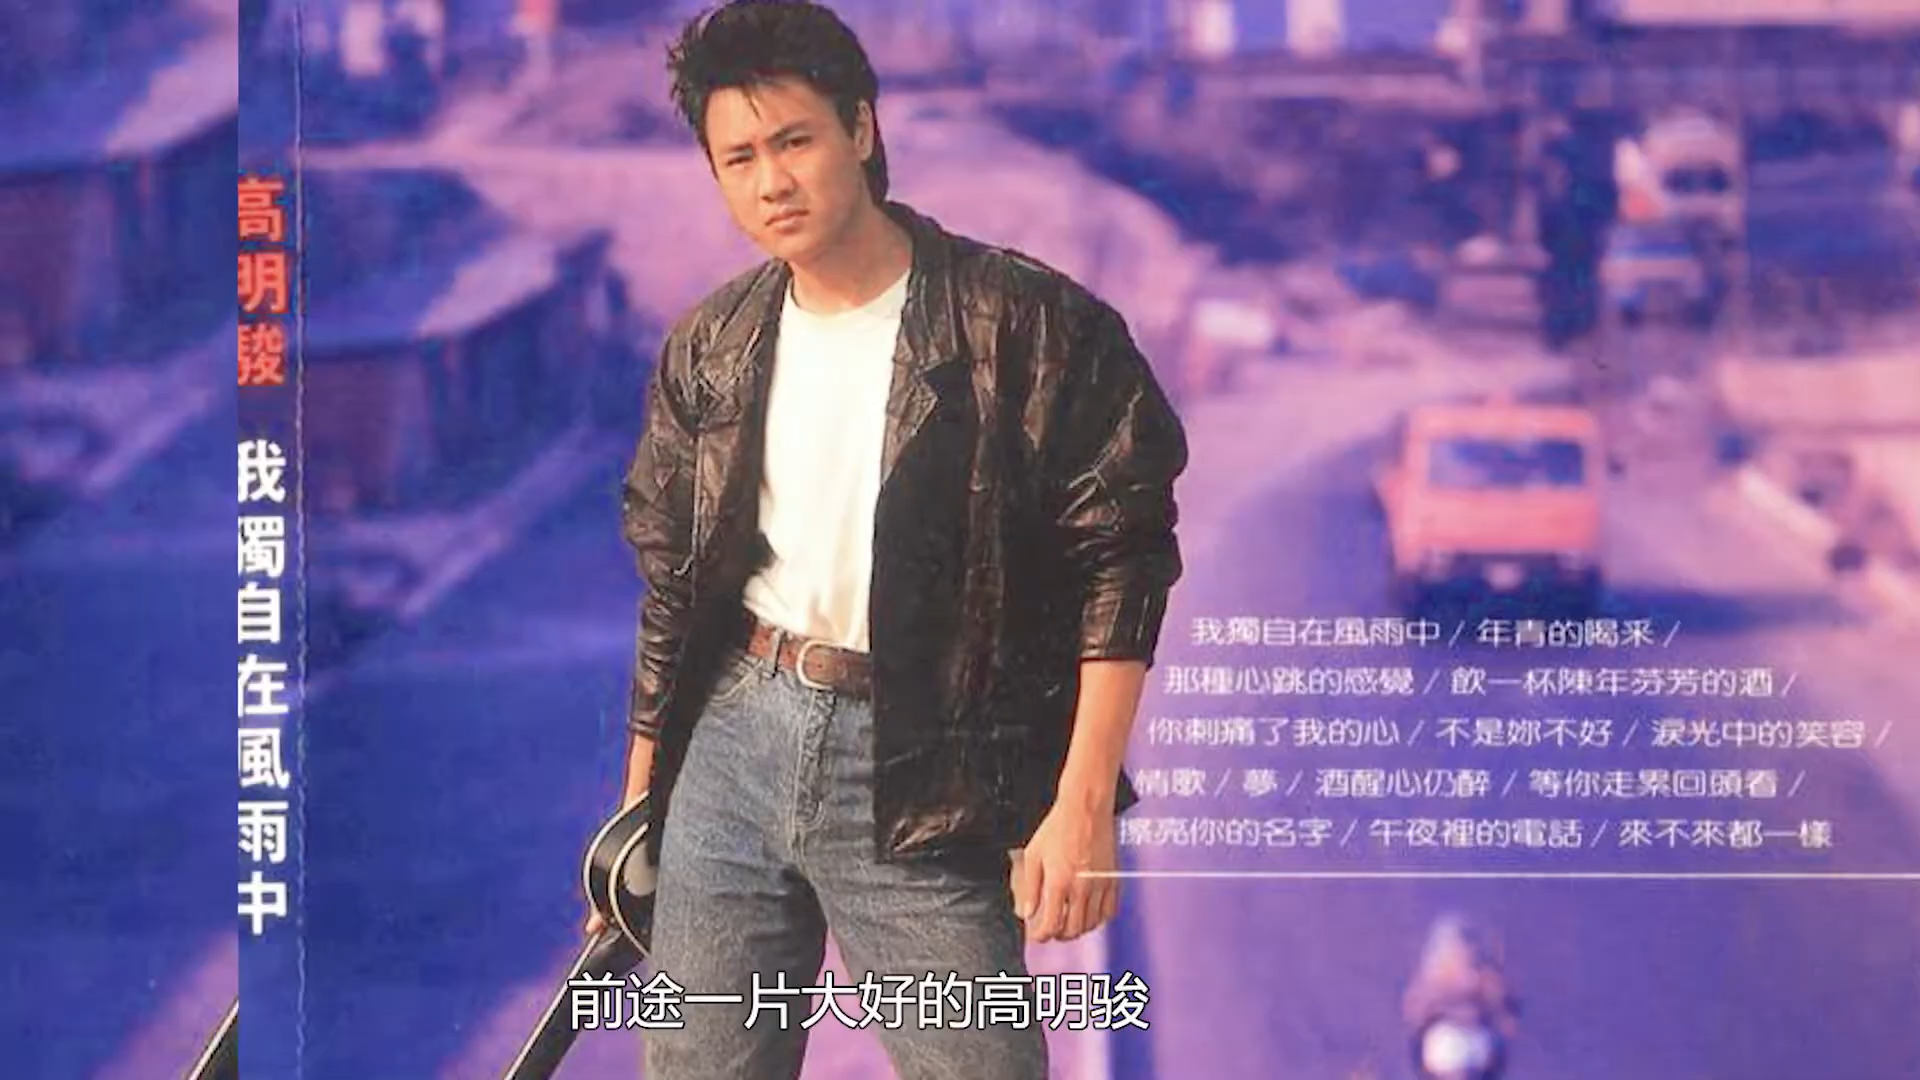 高明駿 我獨自在風雨中
我獨自在風雨中 / 年青的喝采 /
那種心跳的感覺 / 飲一杯陳年芬芳的酒 /
你刺痛了我的心 / 不是妳不好 / 淚光中的笑容 /
情歌 / 夢 / 酒醒心仍醉 / 等你走累回頭看 /
擦亮你的名字 / 午夜裡的電話 / 來不來都一樣
前途一片大好的高明骏